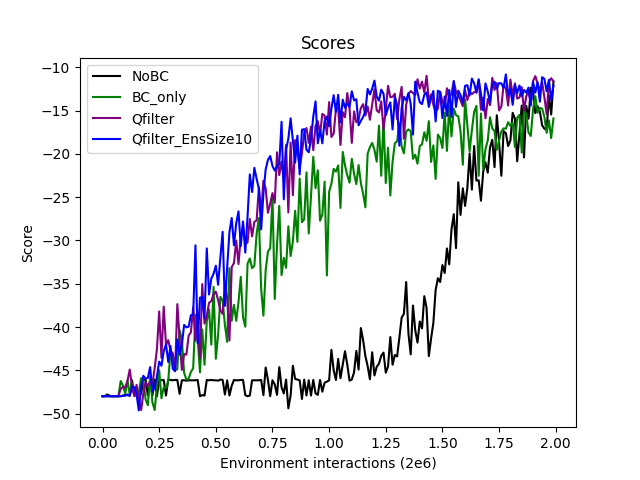 Scores
−10
−15
−20
−25
−30
−35
−40
−45
−50
Score
NoBC
BC_only
Qfilter
Qfilter_EnsSize10
0.00 0.25 0.50 0.75 1.00 1.25 1.50 1.75 2.00
Environment interactions (2e6)